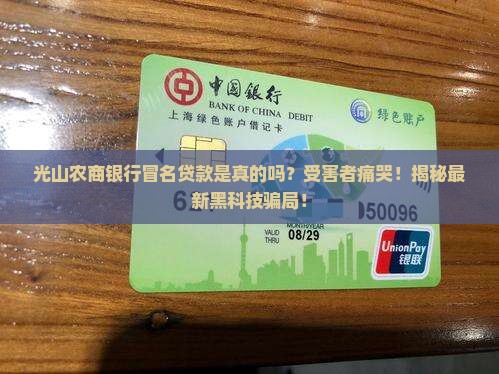 中国银行
BANK OF CHINA DEBIT
上海绿色账户借记卡
绿色账户
光山农商银行冒名贷款是真的吗？受害者痛哭！揭秘最
新黑科技骗局！
62
50096
MONTH/YEAR
VALID
THRU
08/29
UnionPay
银联